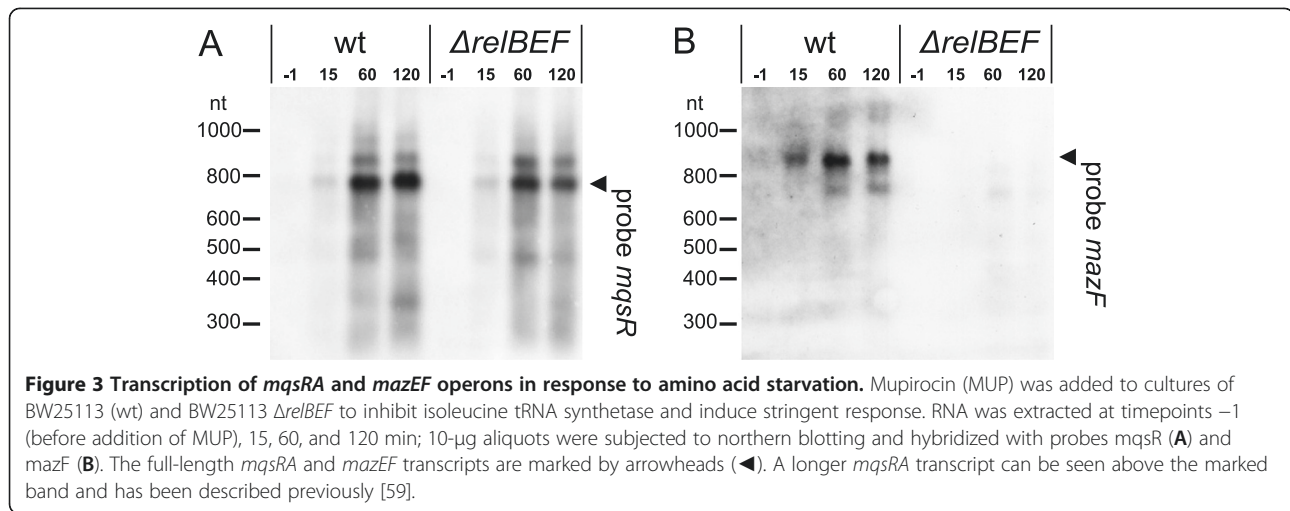 A
wt
ΔrelBEF
-1 15 60 120 -1 15 60 120
nt
1000
800
600
500
400
300
◄ probe mqsR
B
wt
ΔrelBEF
-1 15 60 120 -1 15 60 120
nt
1000
800
600
500
400
300
◄ probe mazF
Figure 3 Transcription of mqsRA and mazEF operons in response to amino acid starvation. Mupirocin (MUP) was added to cultures of
BW25113 (wt) and BW25113 ΔrelBEF to inhibit isoleucine tRNA synthetase and induce stringent response. RNA was extracted at timepoints −1
(before addition of MUP), 15, 60, and 120 min; 10-μg aliquots were subjected to northern blotting and hybridized with probes mqsR (A) and
mazF (B). The full-length mqsRA and mazEF transcripts are marked by arrowheads (◄). A longer mqsRA transcript can be seen above the marked
band and has been described previously [59].